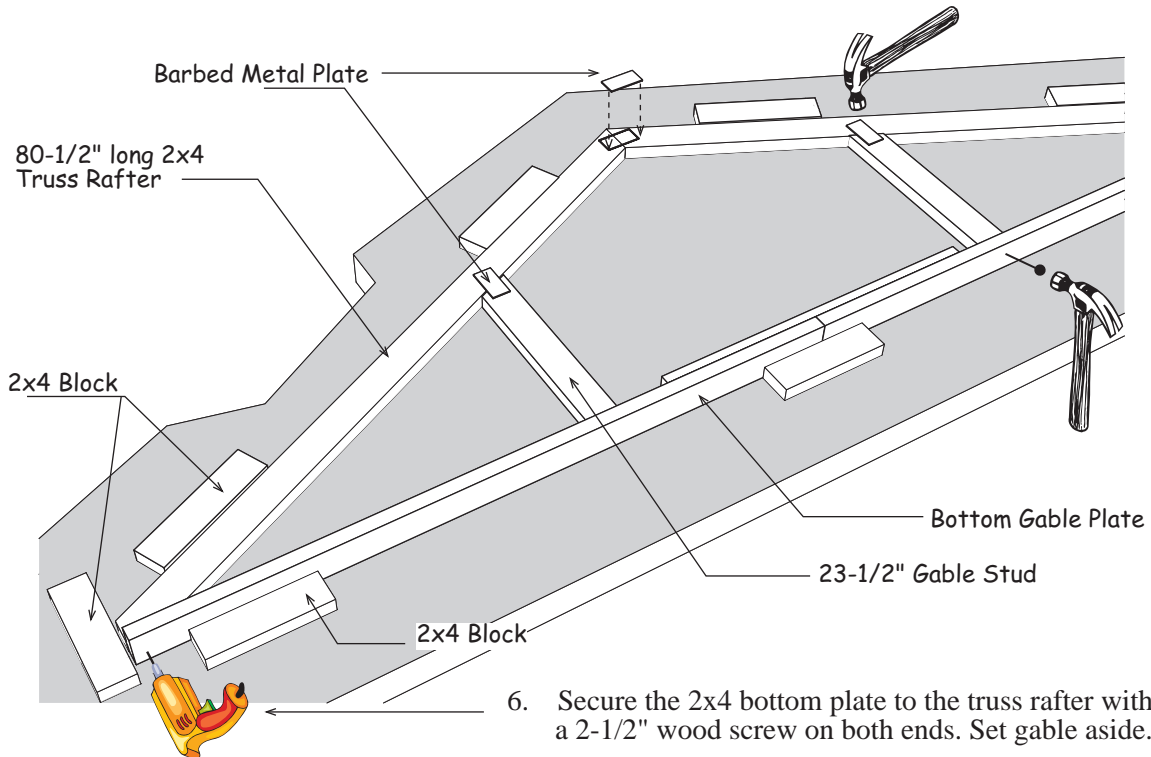 Barbed Metal Plate
80-1/2" long 2x4
Truss Rafter
2x4 Block
Bottom Gable Plate
23-1/2" Gable Stud
2x4 Block
6. Secure the 2x4 bottom plate to the truss rafter with
a 2-1/2" wood screw on both ends. Set gable aside.